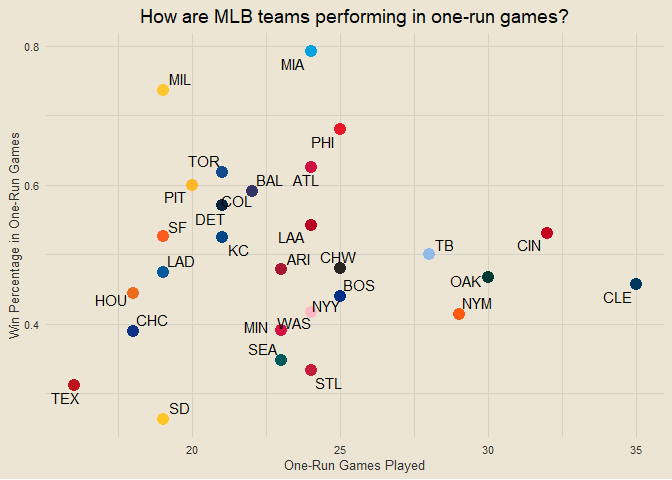 How are MLB teams performing in one-run games?
0.8
MIA
MIL
PHI
TOR
ATL
BAL
0.6
PIT
COL
DET
SF
LAA
KC
TB
CIN
ARI
CHW
LAD
OAK
BOS
HOU
CLE
NYM
NYY
CHC
0.4
MIN
WAS
SEA
STL
TEX
SD
20
25
30
35
One-Run Games Played
Win Percentage in One-Run Games